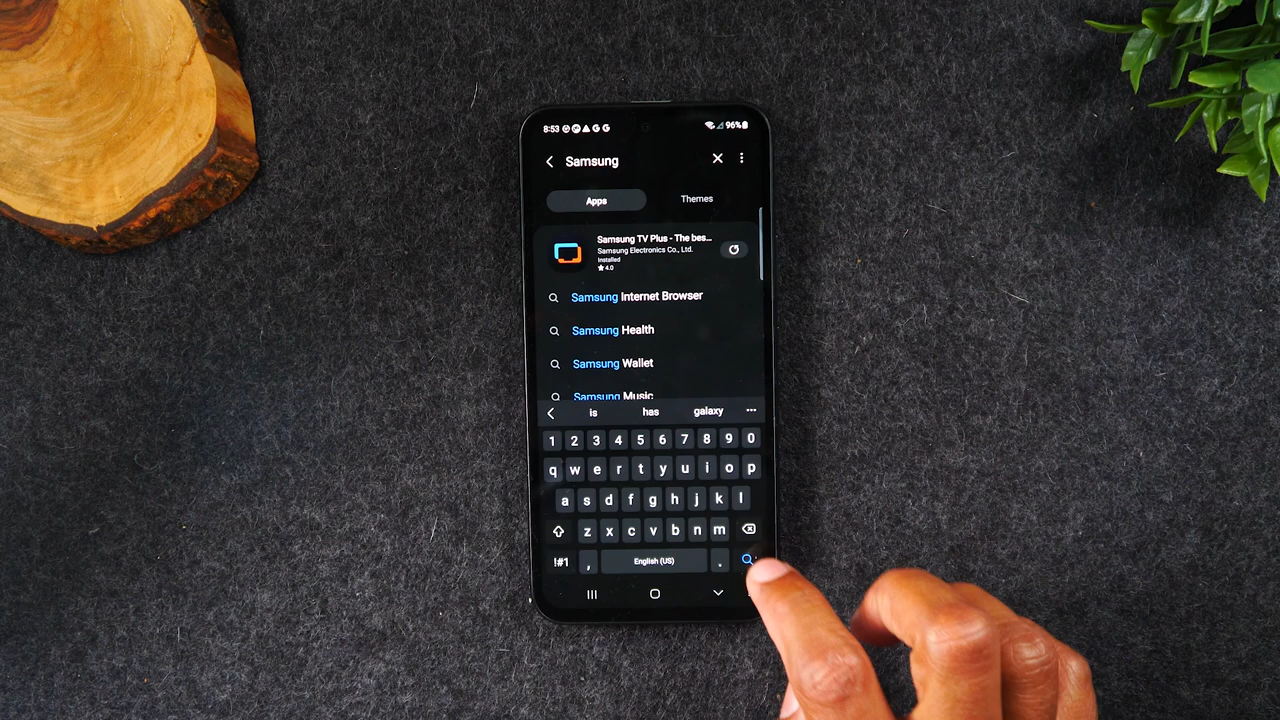 8:53 96%
Samsung
Apps Themes
Samsung TV Plus - The bes...
Samsung Electronics Co., Ltd.
Installed
★4.0
Samsung Internet Browser
Samsung Health
Samsung Wallet
Samsung Music
is has galaxy
1 2 3 4 5 6 7 8 9 0
q w e r t y u i o p
a s d f g h j k l
z x c v b n m
!#1 , English (US) .